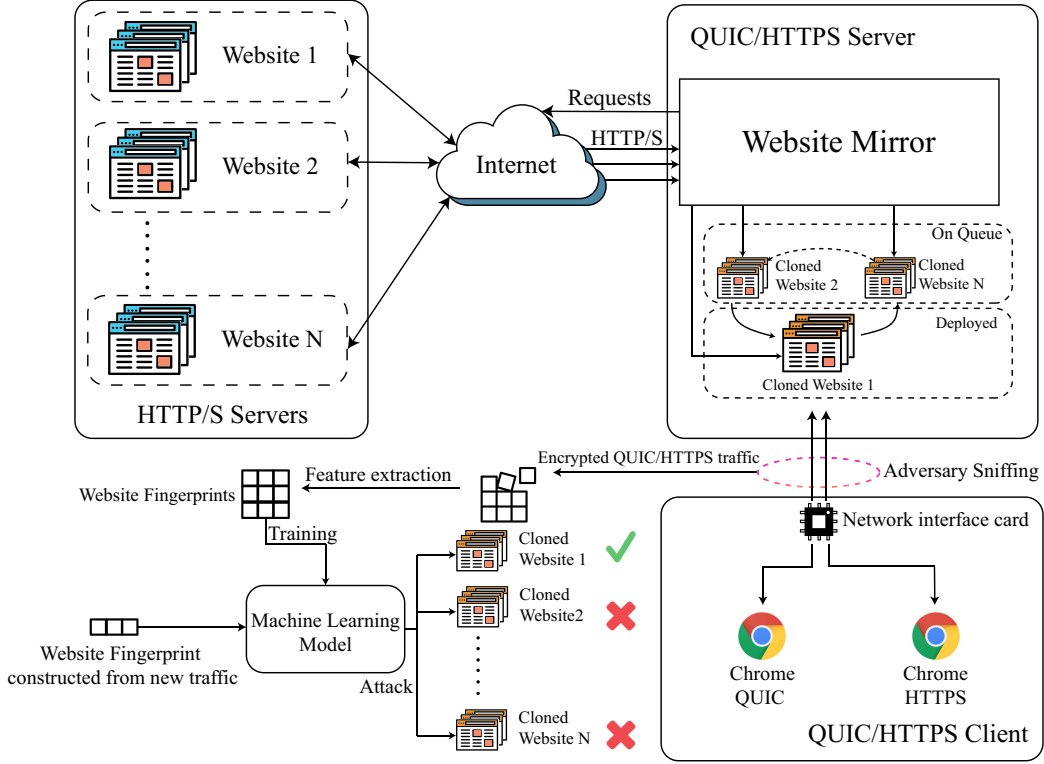 Website 1
Website 2
Website N
HTTP/S Servers
Internet
Requests
HTTP/S
QUIC/HTTPS Server
Website Mirror
On Queue
Cloned
Website 2
Cloned
Website N
Deployed
Cloned Website 1
Encrypted QUIC/HTTPS traffic
Adversary Sniffing
Feature extraction
Website Fingerprints
Training
Machine Learning
Model
Website Fingerprint
constructed from new traffic
Attack
Cloned
Website 1
Cloned
Website2
Cloned
Website N
Network interface card
Chrome
QUIC
Chrome
HTTPS
QUIC/HTTPS Client